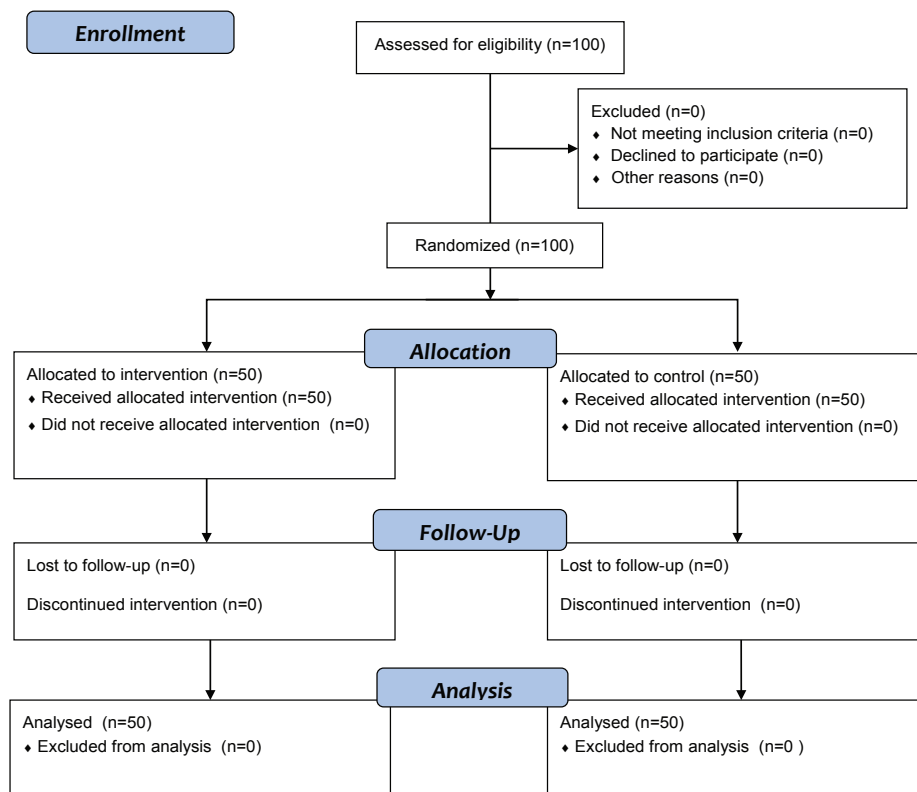 Enrollment
Assessed for eligibility (n=100)
Excluded (n=0)
♦ Not meeting inclusion criteria (n=0)
♦ Declined to participate (n=0)
♦ Other reasons (n=0)
Randomized (n=100)
Allocation
Allocated to intervention (n=50)
♦ Received allocated intervention (n=50)
♦ Did not receive allocated intervention (n=0)
Allocated to control (n=50)
♦ Received allocated intervention (n=50)
♦ Did not receive allocated intervention (n=0)
Follow-Up
Lost to follow-up (n=0)
Discontinued intervention (n=0)
Lost to follow-up (n=0)
Discontinued intervention (n=0)
Analysis
Analysed (n=50)
♦ Excluded from analysis (n=0)
Analysed (n=50)
♦ Excluded from analysis (n=0 )